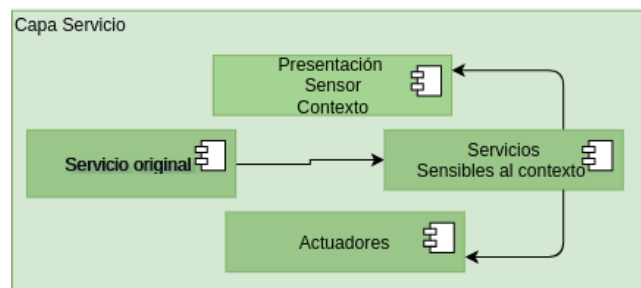 Capa Servicio
Presentación
Sensor
Contexto
Servicio original
Servicios
Sensibles al contexto
Actuadores